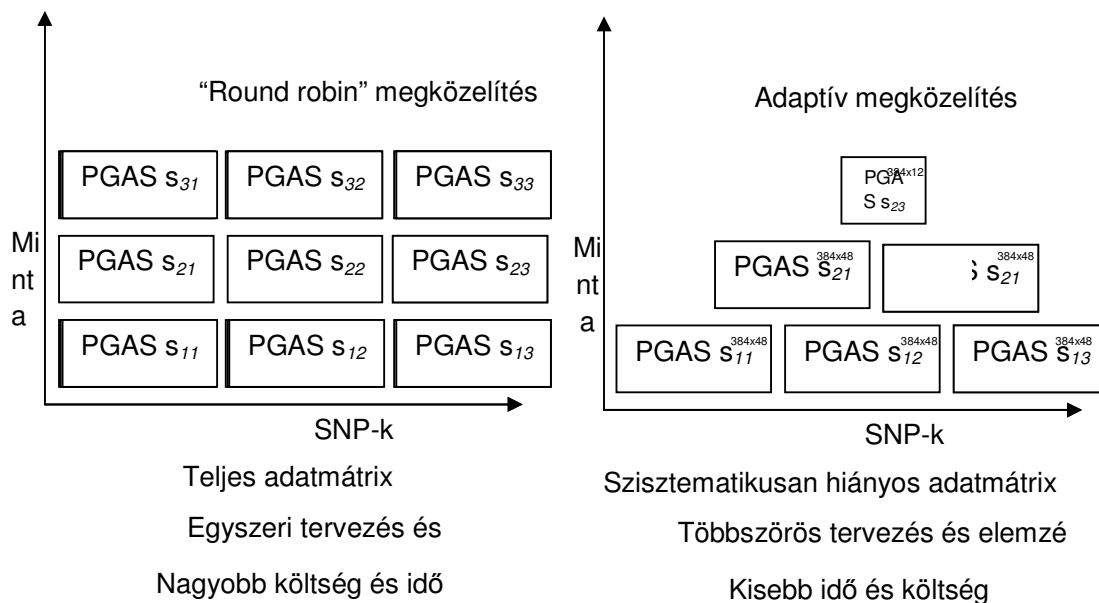 “Round robin” megközelítés
PGAS s31 PGAS s32 PGAS s33
PGAS s21 PGAS s22 PGAS s23
PGAS s11 PGAS s12 PGAS s13
Mi
nt
a
SNP-k
Teljes adatmátrix
Egyszeri tervezés és
Nagyobb költség és idő
Adaptív megközelítés
384x12
PGA
S s23
384x48 384x48
PGAS s21 S s21
384x48 384x48 384x48
PGAS s11 PGAS s12 PGAS s13
Mi
nt
a
SNP-k
Szisztematikusan hiányos adatmátrix
Többszörös tervezés és elemzé
Kisebb idő és költség